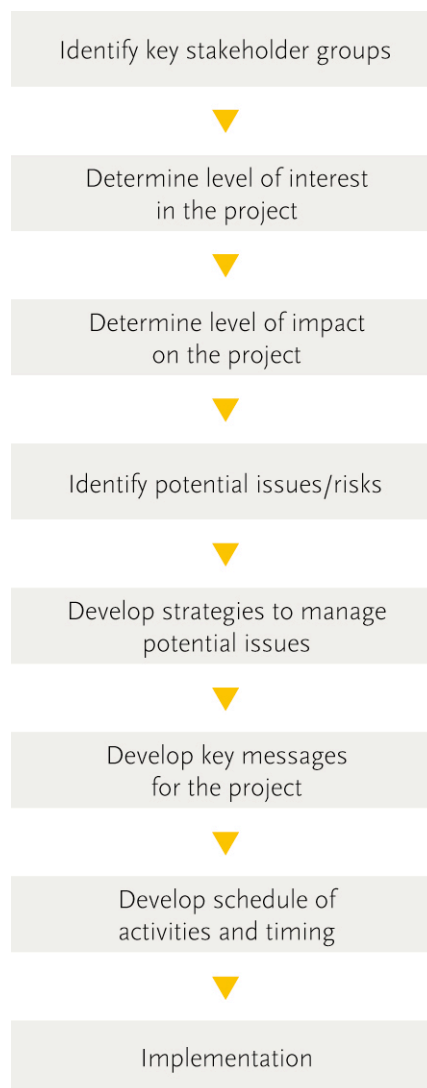 Identify key stakeholder groups
Determine level of interest
in the project
Determine level of impact
on the project
Identify potential issues/risks
Develop strategies to manage
potential issues
Develop key messages
for the project
Develop schedule of
activities and timing
Implementation